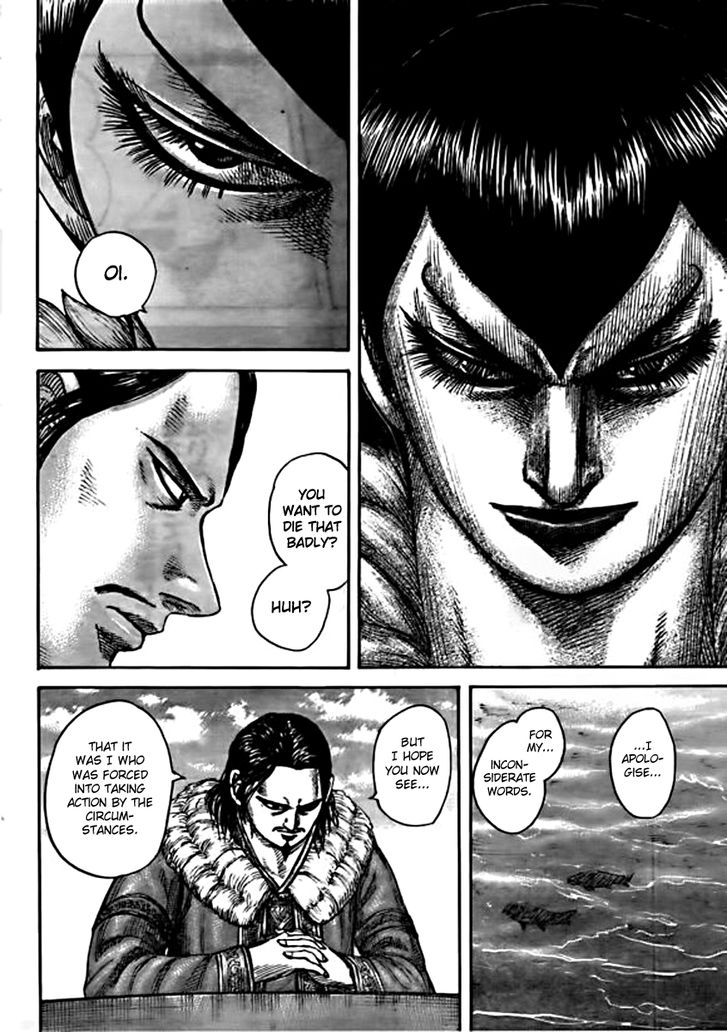 OI.
YOU
WANT TO
DIE THAT
BADLY?
HUH?
...I
APOLO-
GISE...
FOR
MY...
INCON-
SIDERATE
WORDS.
BUT
I HOPE
YOU NOW
SEE...
THAT IT
WAS I WHO
WAS FORCED
INTO TAKING
ACTION BY THE
CIRCUM-
STANCES.